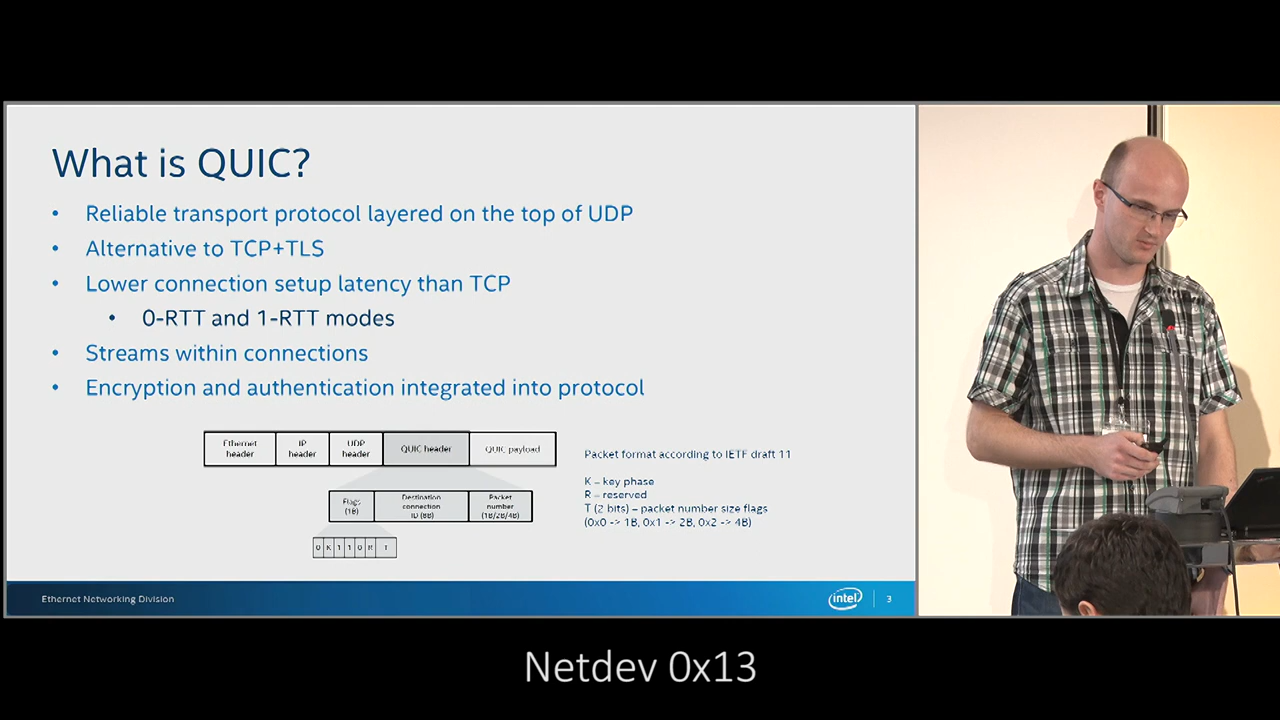 What is QUIC?
• Reliable transport protocol layered on the top of UDP
• Alternative to TCP+TLS
• Lower connection setup latency than TCP
• 0-RTT and 1-RTT modes
• Streams within connections
• Encryption and authentication integrated into protocol
Ethernet header
IP header
UDP header
QUIC header
QUIC payload
Flags (1B)
Destination connection ID (8B)
Packet number (1B/2B/4B)
0 K 1 1 0 R T
Packet format according to IETF draft 11
K – key phase
R – reserved
T (2 bits) – packet number size flags
(0x0 -> 1B, 0x1 -> 2B, 0x2 -> 4B)
Ethernet Networking Division
intel
3
Netdev 0x13